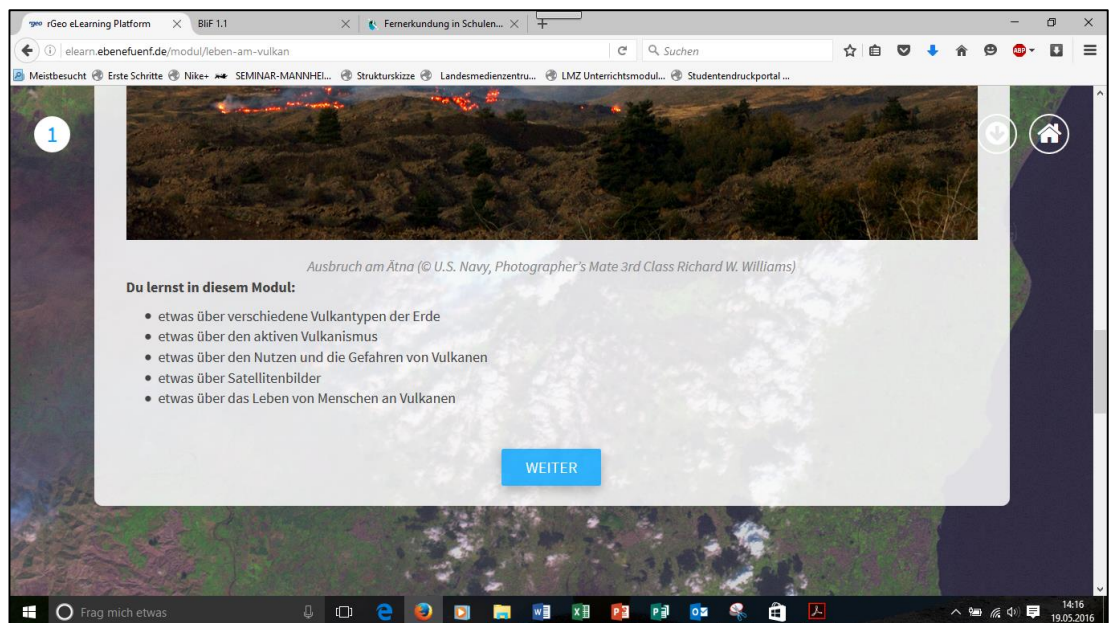 rGeo rGeo eLearning Platform
BliF 1.1
Fernerkundung in Schulen...
elearn.ebenefuenf.de/modul/leben-am-vulkan
Suchen
ABP
Meistbesucht Erste Schritte Nike+ SEMINAR-MANNHEI... Strukturskizze Landesmedienzentru... LMZ Unterrichtsmodul... Studentendruckportal ...
1
Ausbruch am Ätna (© U.S. Navy, Photographer's Mate 3rd Class Richard W. Williams)
Du lernst in diesem Modul:
etwas über verschiedene Vulkantypen der Erde
etwas über den aktiven Vulkanismus
etwas über den Nutzen und die Gefahren von Vulkanen
etwas über Satellitenbilder
etwas über das Leben von Menschen an Vulkanen
WEITER
Frag mich etwas
14:16
19.05.2016